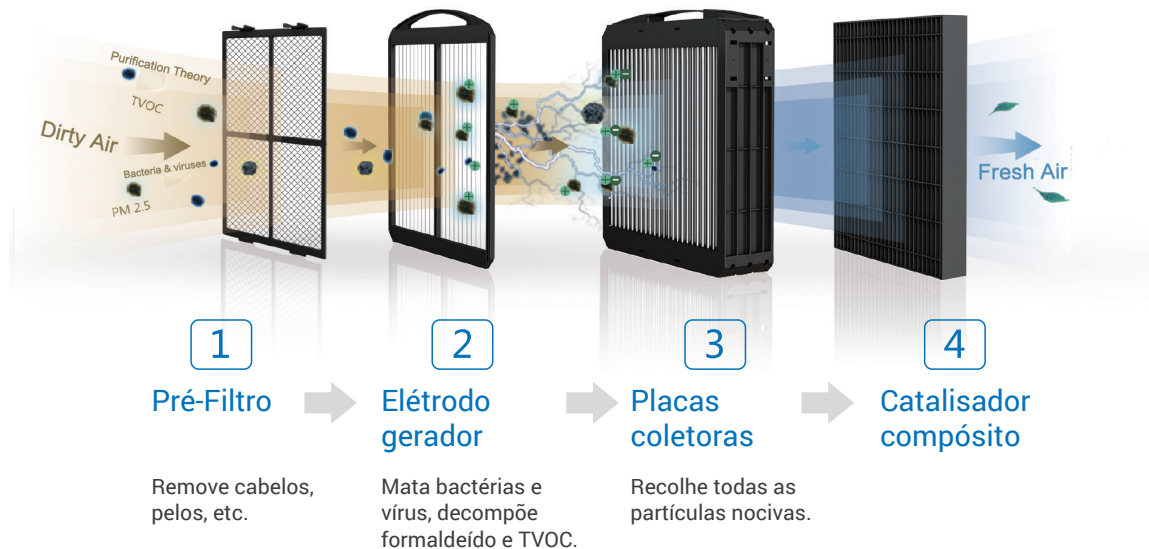 Purification Theory
TVOC
Dirty Air
Bacteria & viruses
PM 2.5
Fresh Air
1
Pré-Filtro
Remove cabelos,
pelos, etc.
2
Elétrodo
gerador
Mata bactérias e
vírus, decompõe
formaldeído e TVOC.
3
Placas
coletoras
Recolhe todas as
partículas nocivas.
4
Catalisador
compósito